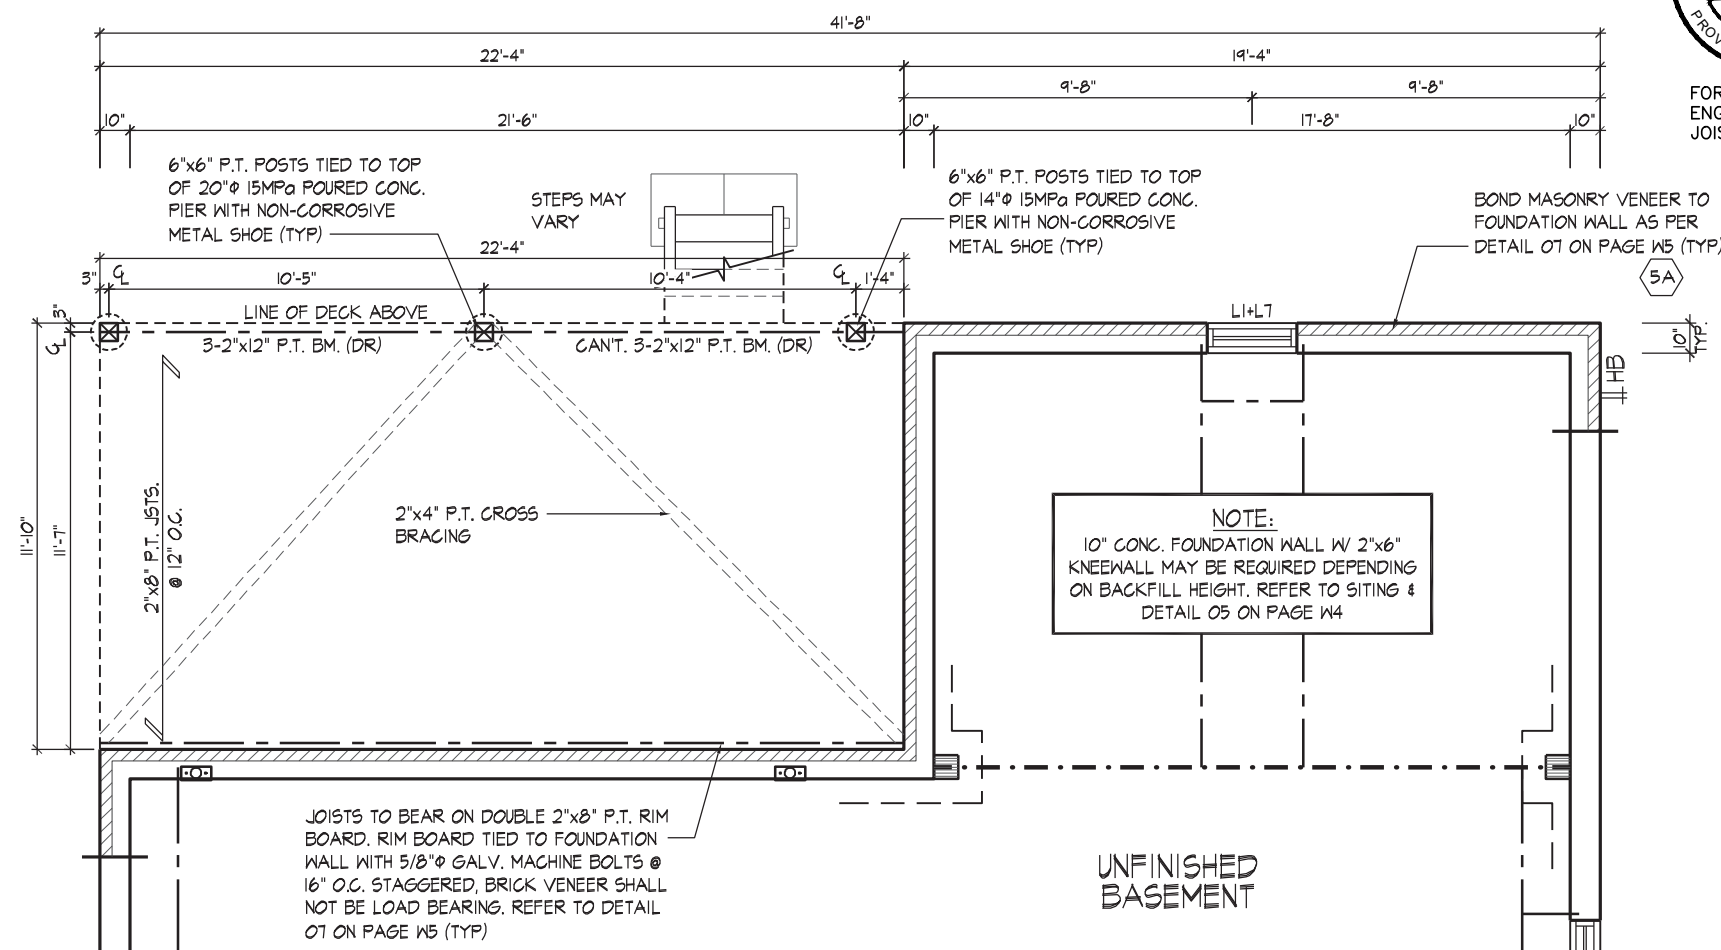 41'-8"
22'-4"
19'-4"
9'-8"
9'-8"
10"
21'-6"
10"
17'-8"
10"
PROV
FOR
ENG
JOIS
6"x6" P.T. POSTS TIED TO TOP
OF 20"Φ 15MPa POURED CONC.
PIER WITH NON-CORROSIVE
METAL SHOE (TYP)
STEPS MAY
VARY
6"x6" P.T. POSTS TIED TO TOP
OF 14"Φ 15MPa POURED CONC.
PIER WITH NON-CORROSIVE
METAL SHOE (TYP)
BOND MASONRY VENEER TO
FOUNDATION WALL AS PER
DETAIL 07 ON PAGE W5 (TYP)
5A
22'-4"
3"
CL
10'-5"
10'-4"
CL
1'-4"
3"
CL
LINE OF DECK ABOVE
3-2"x12" P.T. BM. (DR)
CAN'T. 3-2"x12" P.T. BM. (DR)
L1+L7
10"
TYP.
HB
11'-10"
11'-7"
2"x8" P.T. JSTS.
@ 12" O.C.
2"x4" P.T. CROSS
BRACING
NOTE:
10" CONC. FOUNDATION WALL W/ 2"x6"
KNEEWALL MAY BE REQUIRED DEPENDING
ON BACKFILL HEIGHT. REFER TO SITING &
DETAIL 05 ON PAGE W4
JOISTS TO BEAR ON DOUBLE 2"x8" P.T. RIM
BOARD. RIM BOARD TIED TO FOUNDATION
WALL WITH 5/8"Φ GALV. MACHINE BOLTS @
16" O.C. STAGGERED, BRICK VENEER SHALL
NOT BE LOAD BEARING. REFER TO DETAIL
07 ON PAGE W5 (TYP)
UNFINISHED
BASEMENT